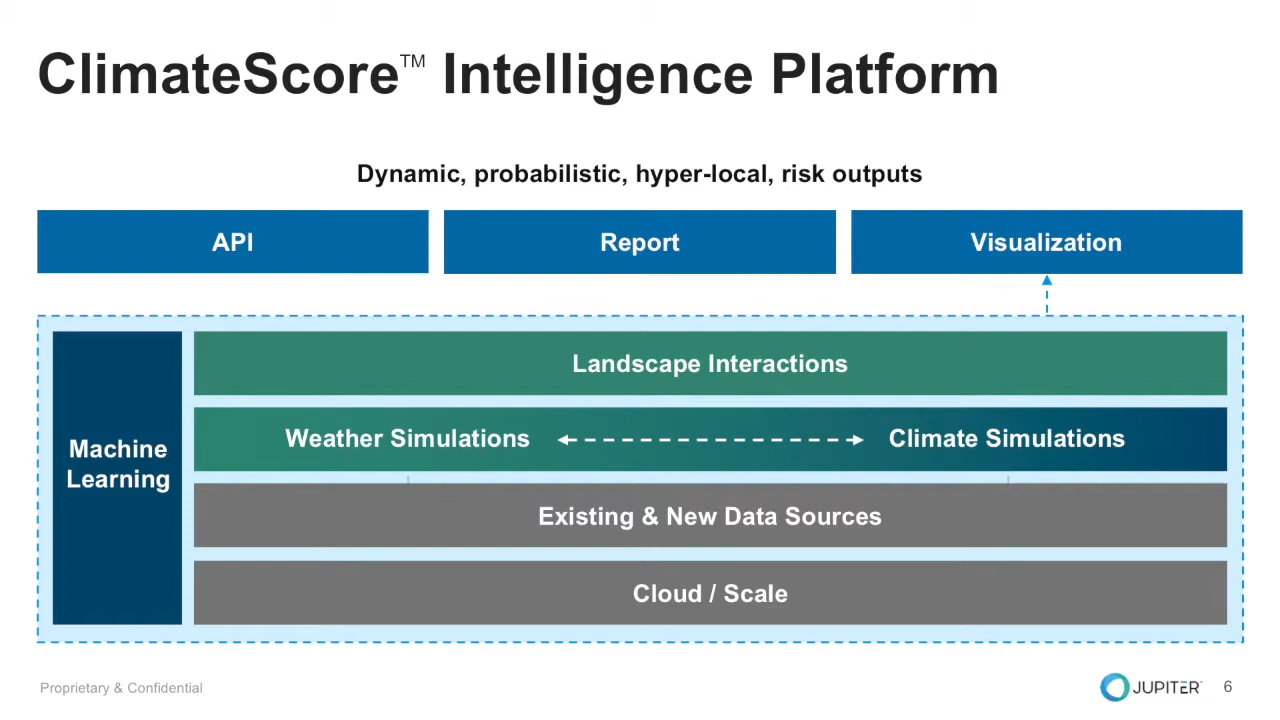 ClimateScore™ Intelligence Platform
Dynamic, probabilistic, hyper-local, risk outputs
API
Report
Visualization
Machine
Learning
Landscape Interactions
Weather Simulations
Climate Simulations
Existing & New Data Sources
Cloud / Scale
Proprietary & Confidential
JUPITER
6